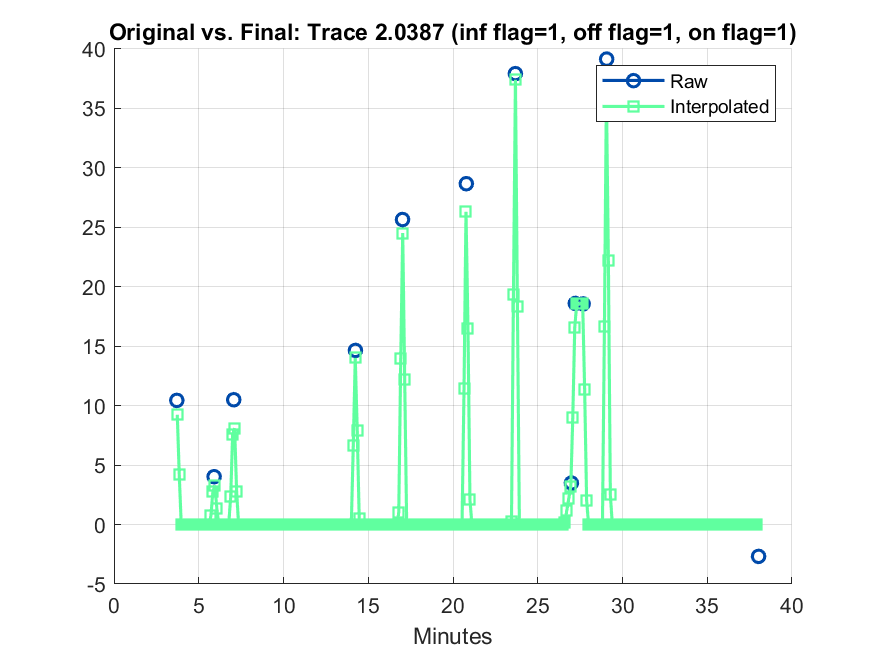 Original vs. Final: Trace 2.0387 (inf flag=1, off flag=1, on flag=1)
40
35
30
25
20
15
10
5
0
-5
Raw
Interpolated
0 5 10 15 20 25 30 35 40
Minutes